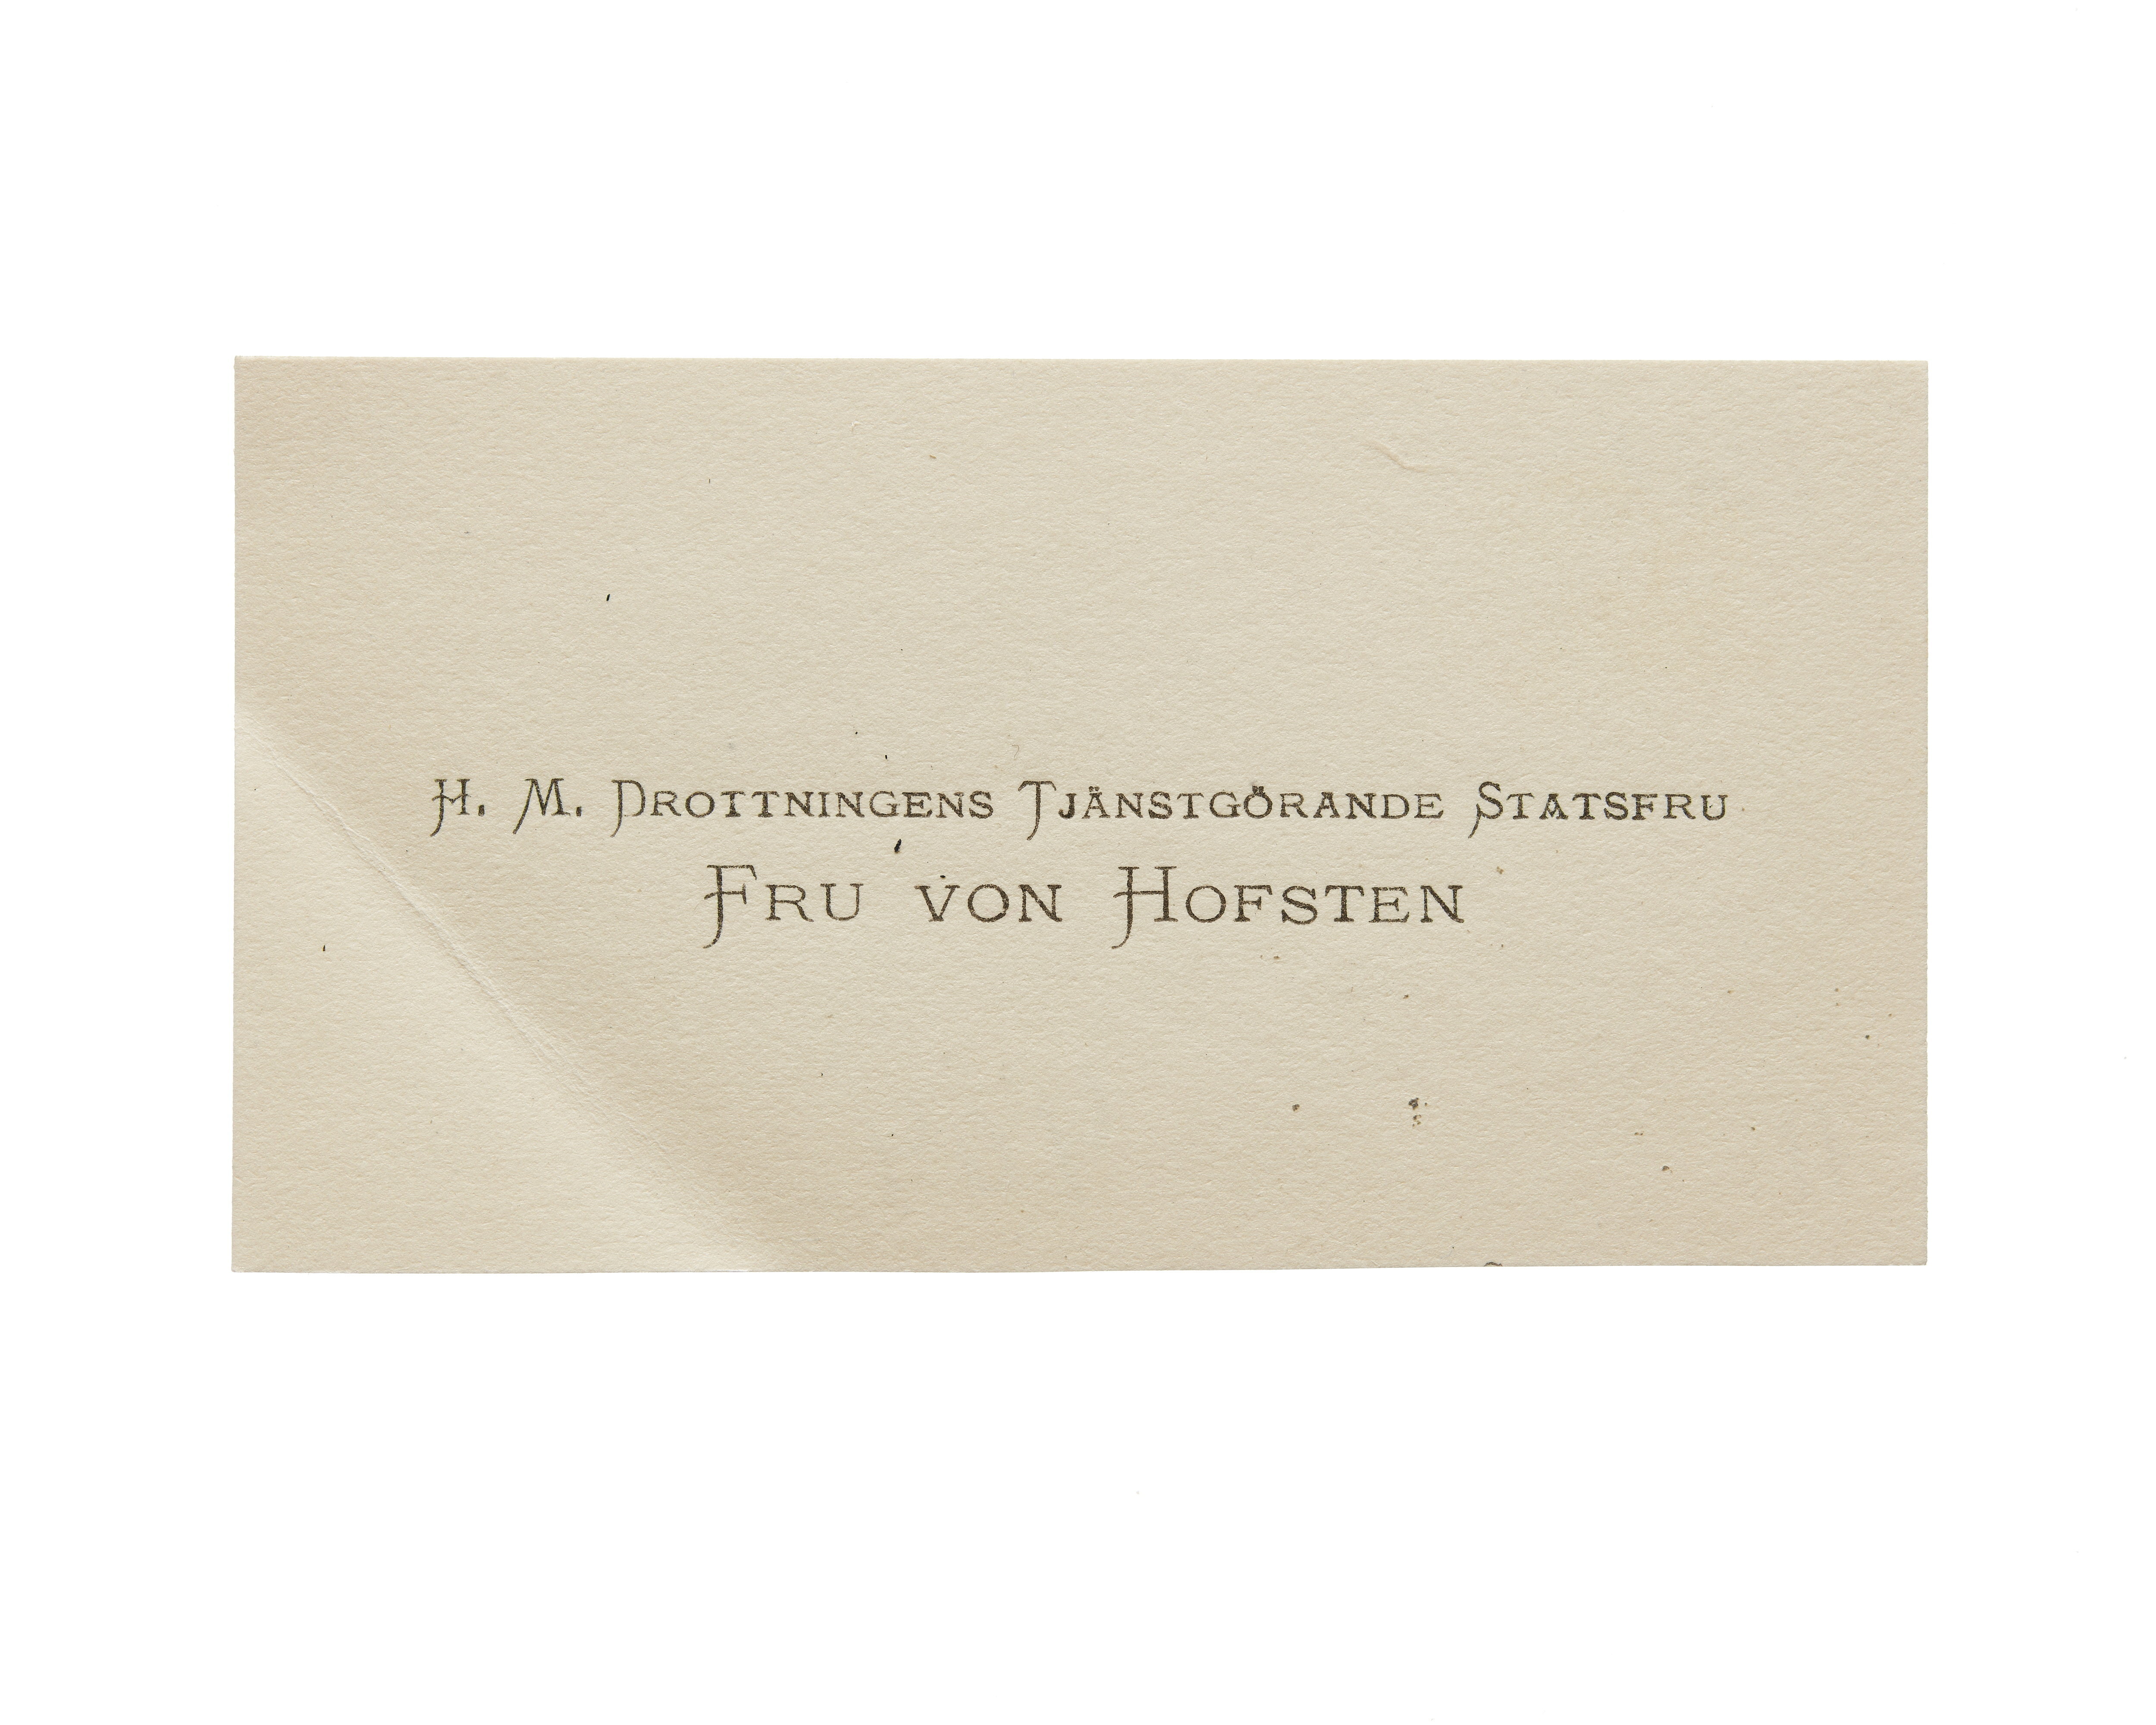 H. M. Drottningens Tjänstgörande Statsfru
Fru von Hofsten